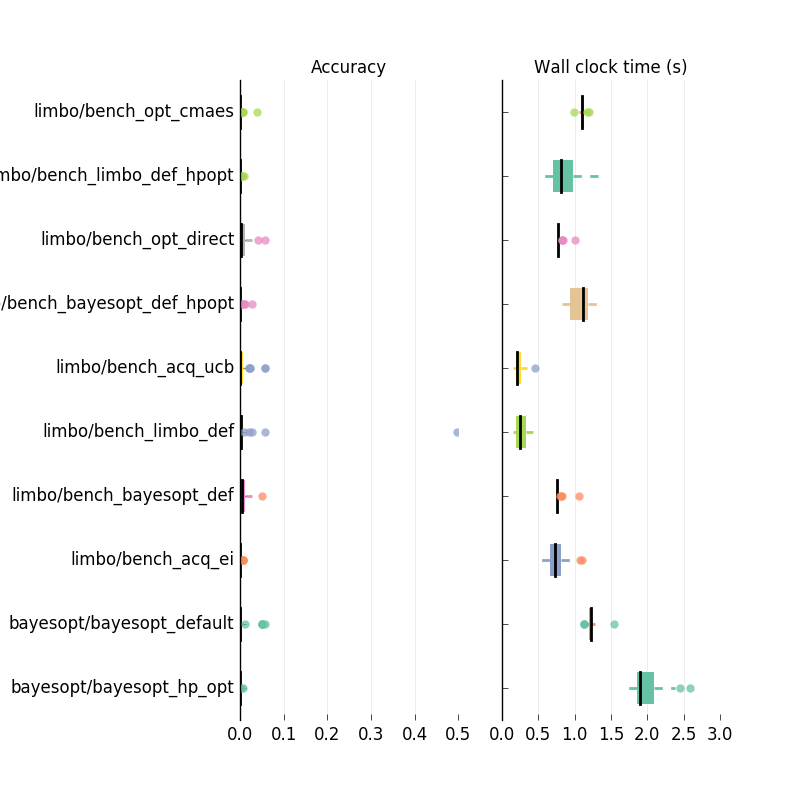 Accuracy Wall clock time (s)
limbo/bench_opt_cmaes
mbo/bench_limbo_def_hpopt
limbo/bench_opt_direct
/bench_bayesopt_def_hpopt
limbo/bench_acq_ucb
limbo/bench_limbo_def
limbo/bench_bayesopt_def
limbo/bench_acq_ei
bayesopt/bayesopt_default
bayesopt/bayesopt_hp_opt
0.0 0.1 0.2 0.3 0.4 0.5 0.0 0.5 1.0 1.5 2.0 2.5 3.0